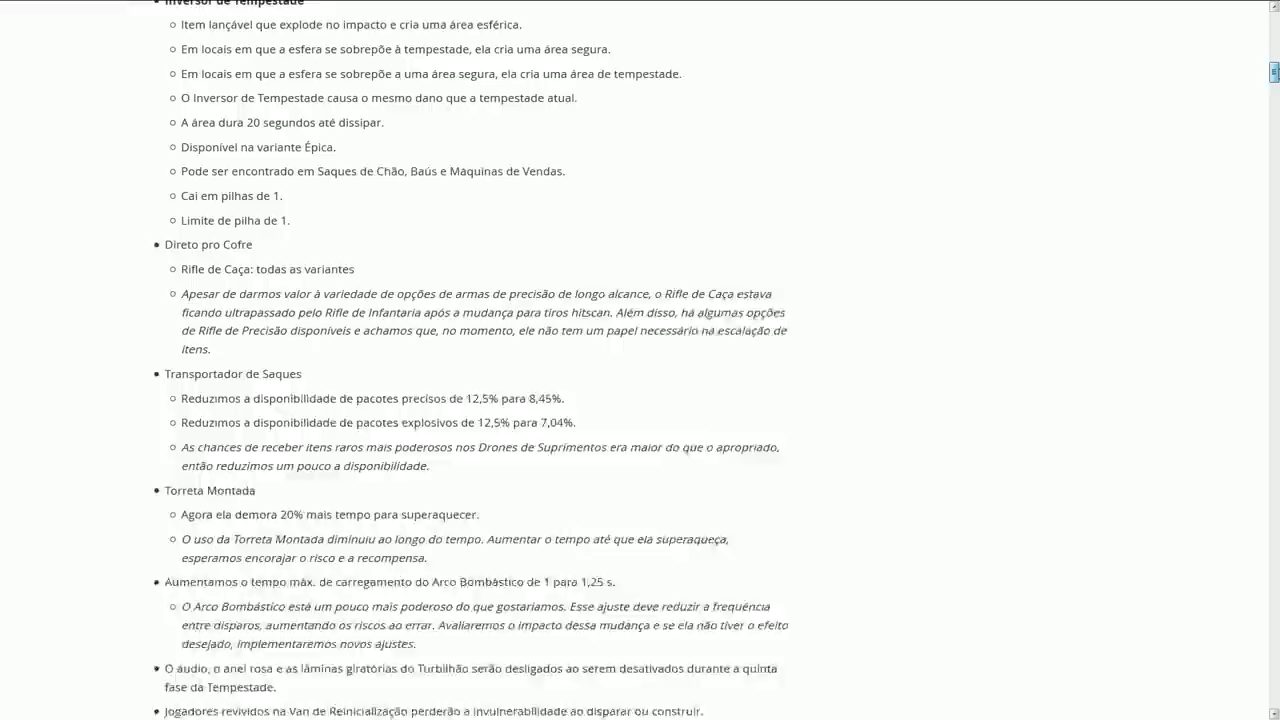 Inversor de Tempestade
Item lançável que explode no impacto e cria uma área esférica.
Em locais em que a esfera se sobrepõe à tempestade, ela cria uma área segura.
Em locais em que a esfera se sobrepõe a uma área segura, ela cria uma área de tempestade.
O Inversor de Tempestade causa o mesmo dano que a tempestade atual.
A área dura 20 segundos até dissipar.
Disponível na variante Épica.
Pode ser encontrado em Saques de Chão, Baús e Máquinas de Vendas.
Cai em pilhas de 1.
Limite de pilha de 1.
Direto pro Cofre
Rifle de Caça: todas as variantes
Apesar de darmos valor à variedade de opções de armas de precisão de longo alcance, o Rifle de Caça estava
ficando ultrapassado pelo Rifle de Infantaria após a mudança para tiros hitscan. Além disso, há algumas opções
de Rifle de Precisão disponíveis e achamos que, no momento, ele não tem um papel necessário na escalação de
itens.
Transportador de Saques
Reduzimos a disponibilidade de pacotes precisos de 12,5% para 8,45%.
Reduzimos a disponibilidade de pacotes explosivos de 12,5% para 7,04%.
As chances de receber itens raros mais poderosos nos Drones de Suprimentos era maior do que o apropriado,
então reduzimos um pouco a disponibilidade.
Torreta Montada
Agora ela demora 20% mais tempo para superaquecer.
O uso da Torreta Montada diminuiu ao longo do tempo. Aumentar o tempo até que ela superaqueça,
esperamos encorajar o risco e a recompensa.
Aumentamos o tempo máx. de carregamento do Arco Bombástico de 1 para 1,25 s.
O Arco Bombástico está um pouco mais poderoso do que gostaríamos. Esse ajuste deve reduzir a frequência
entre disparos, aumentando os riscos ao errar. Avaliaremos o impacto dessa mudança e se ela não tiver o efeito
desejado, implementaremos novos ajustes.
O áudio, o anel rosa e as lâminas giratórias do Turbilhão serão desligados ao serem desativados durante a quinta
fase da Tempestade.
Jogadores revividos na Van de Reinicialização perderão a invulnerabilidade ao disparar ou construir.